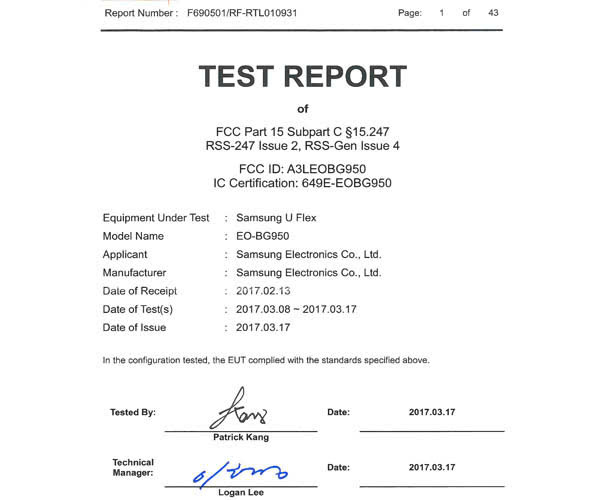 Report Number : F690501/RF-RTL010931 Page: 1 of 43
TEST REPORT
of
FCC Part 15 Subpart C §15.247
RSS-247 Issue 2, RSS-Gen Issue 4
FCC ID: A3LEOBG950
IC Certification: 649E-EOBG950
Equipment Under Test : Samsung U Flex
Model Name : EO-BG950
Applicant : Samsung Electronics Co., Ltd.
Manufacturer : Samsung Electronics Co., Ltd.
Date of Receipt : 2017.02.13
Date of Test(s) : 2017.03.08 ~ 2017.03.17
Date of Issue : 2017.03.17
In the configuration tested, the EUT complied with the standards specified above.
Tested By: Kang Date: 2017.03.17
Patrick Kang
Technical
Manager: Date: 2017.03.17
Logan Lee